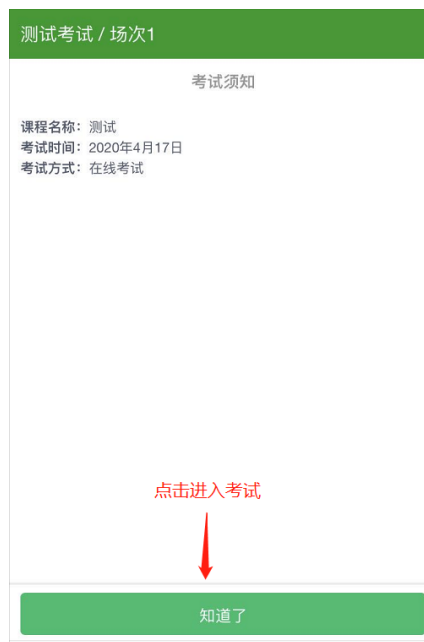 测试考试 / 场次1
考试须知
课程名称：测试
考试时间：2020年4月17日
考试方式：在线考试
点击进入考试
知道了